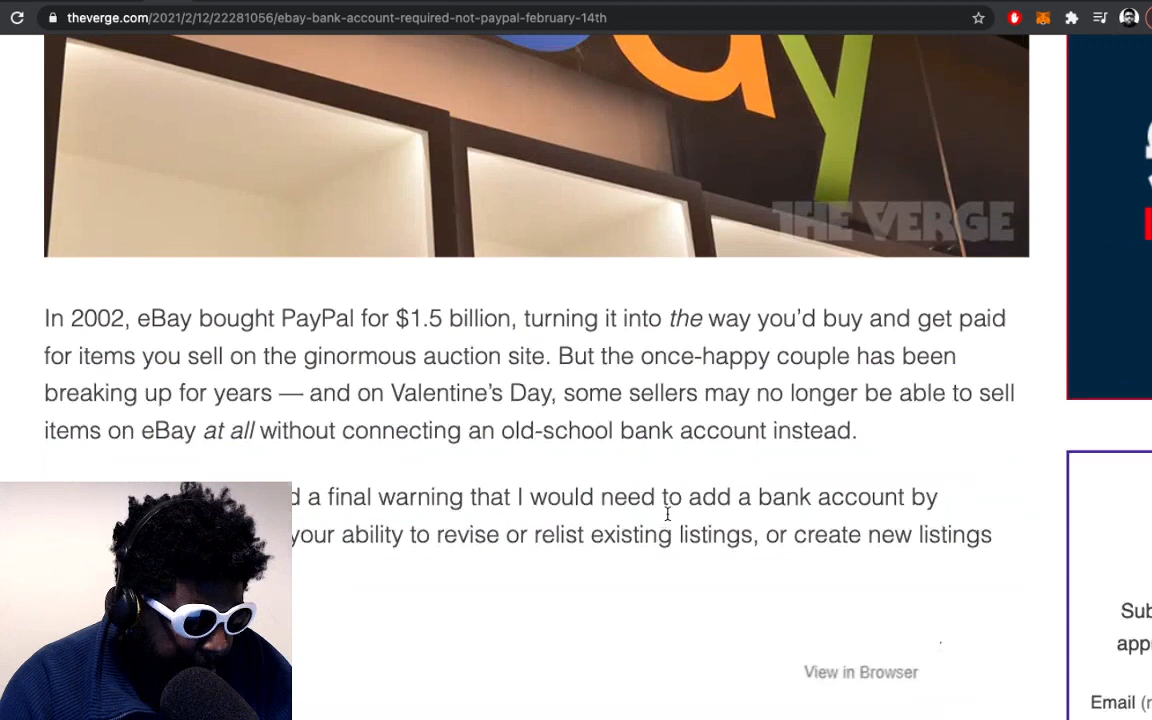 theverge.com/2021/2/12/22281056/ebay-bank-account-required-not-paypal-february-14th
ay
THE VERGE
In 2002, eBay bought PayPal for $1.5 billion, turning it into the way you’d buy and get paid
for items you sell on the ginormous auction site. But the once-happy couple has been
breaking up for years — and on Valentine’s Day, some sellers may no longer be able to sell
items on eBay at all without connecting an old-school bank account instead.
d a final warning that I would need to add a bank account by
your ability to revise or relist existing listings, or create new listings
View in Browser
Sub
app
Email (r